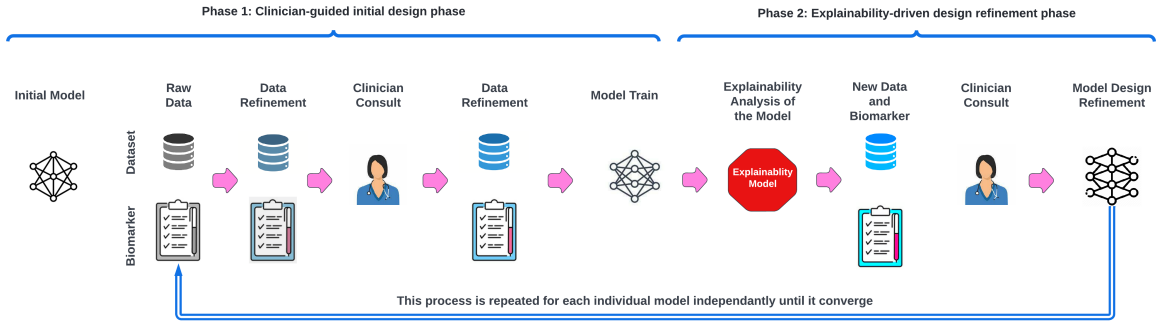 Phase 1: Clinician-guided initial design phase
Phase 2: Explainability-driven design refinement phase
Initial Model
Raw
Data
Data
Refinement
Clinician
Consult
Data
Refinement
Model Train
Explainability
Analysis of
the Model
New Data
and
Biomarker
Clinician
Consult
Model Design
Refinement
Dataset
Biomarker
Explainablity
Model
This process is repeated for each individual model independantly until it converge